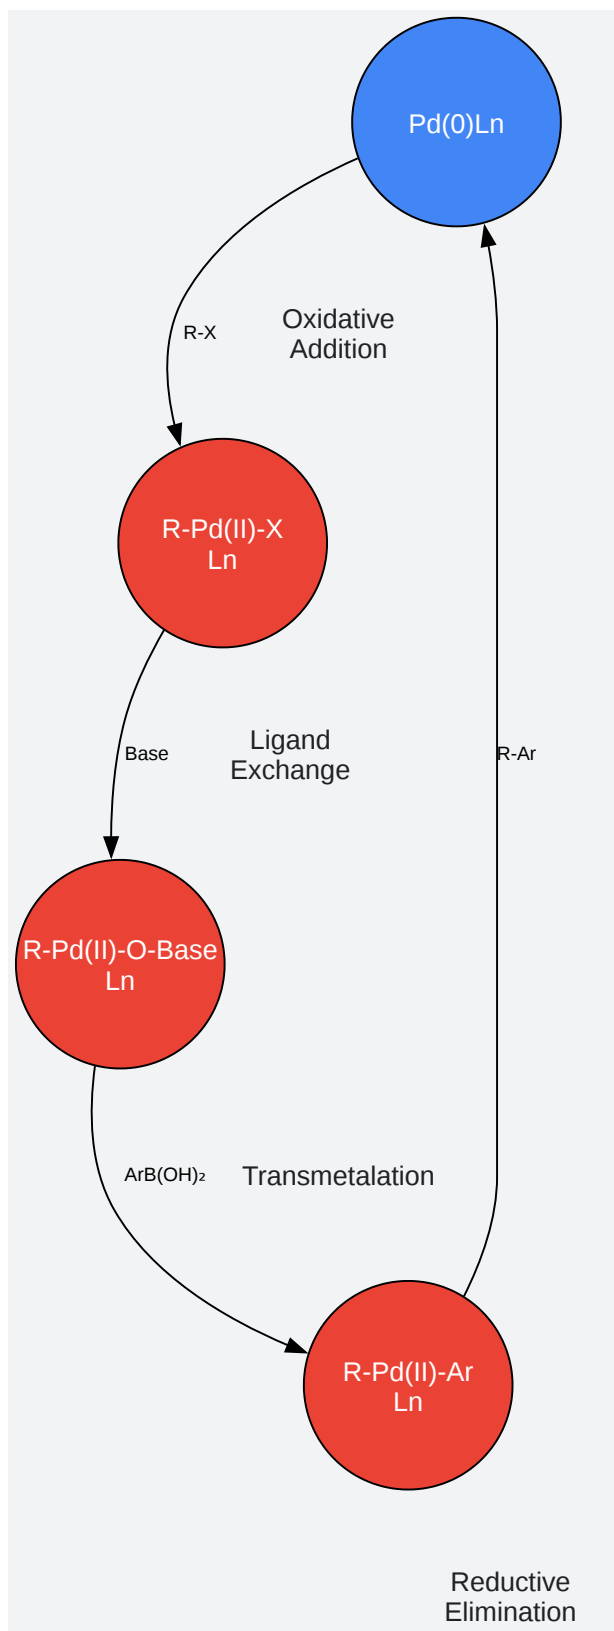 Pd(0)Ln
R-X
Oxidative
Addition
R-Pd(II)-X
Ln
Base
Ligand
Exchange
R-Ar
R-Pd(II)-O-Base
Ln
ArB(OH)₂
Transmetalation
R-Pd(II)-Ar
Ln
Reductive
Elimination